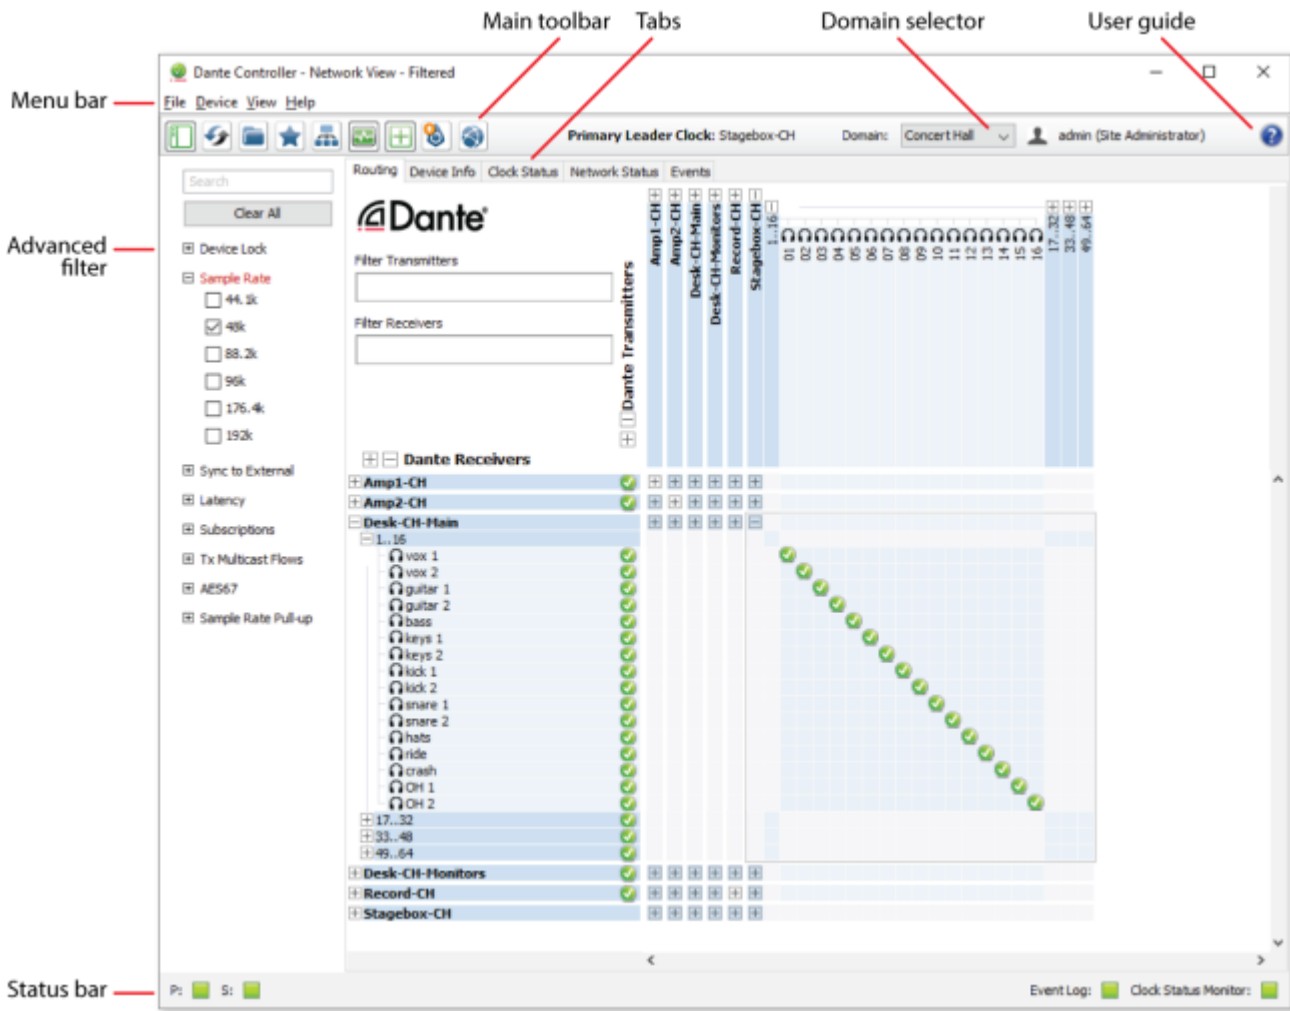 Main toolbar
Tabs
Domain selector
User guide
Menu bar
Advanced
filter
Status bar
Dante Controller - Network View - Filtered
File Device View Help
Primary Leader Clock: Stagebox-CH
Domain:
Concert Hall
admin (Site Administrator)
?
Search
Clear All
Device Lock
Sample Rate
44.1k
48k
88.2k
96k
176.4k
192k
Sync to External
Latency
Subscriptions
Tx Multicast Flows
AES67
Sample Rate Pull-up
Routing
Device Info
Clock Status
Network Status
Events
Dante
Filter Transmitters
Filter Receivers
Dante Transmitters
Amp1-CH
Amp2-CH
Desk-CH-Main
Desk-CH-Monitors
Record-CH
Stagebox-CH
1..16
01
02
03
04
05
06
07
08
09
10
11
12
13
14
15
16
17..32
33..48
49..64
Dante Receivers
Amp1-CH
Amp2-CH
Desk-CH-Main
1..16
vox 1
vox 2
guitar 1
guitar 2
bass
keys 1
keys 2
kick 1
kick 2
snare 1
snare 2
hats
ride
crash
OH 1
OH 2
17..32
33..48
49..64
Desk-CH-Monitors
Record-CH
Stagebox-CH
P:
S:
Event Log:
Clock Status Monitor: